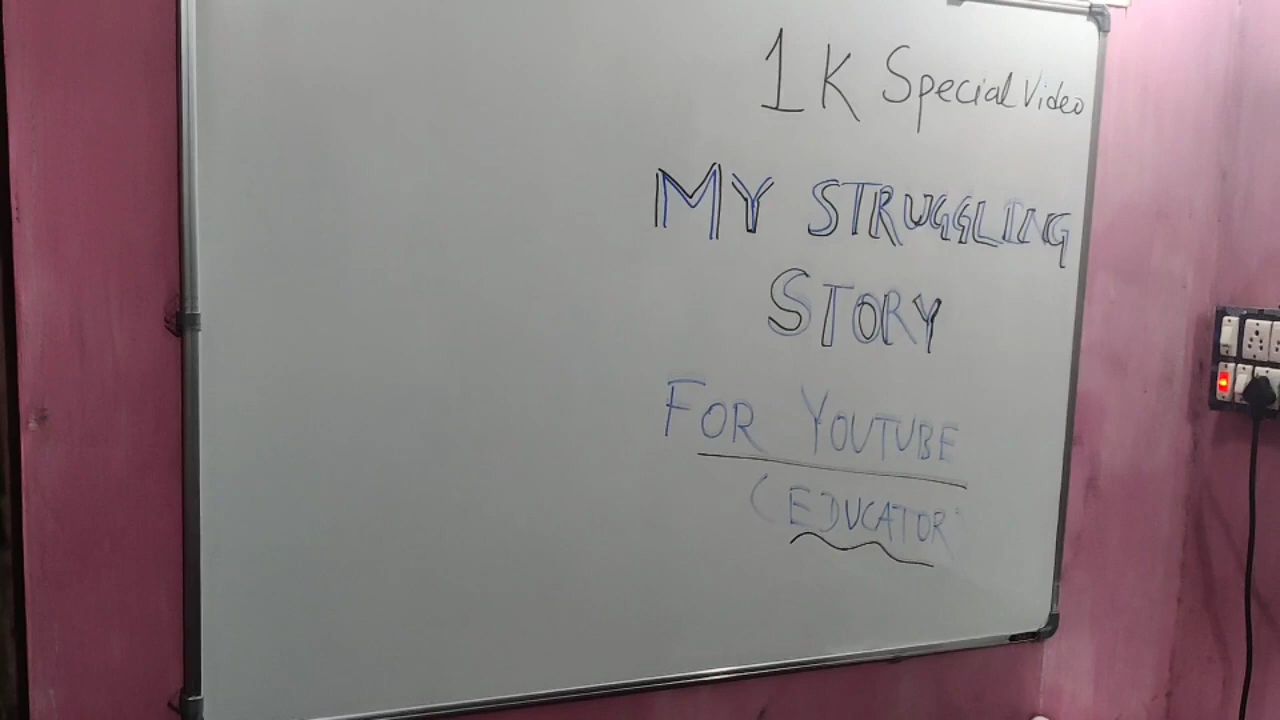 1K Special Video
MY STRUGGLING
STORY
FOR YOUTUBE
(EDUCATOR)